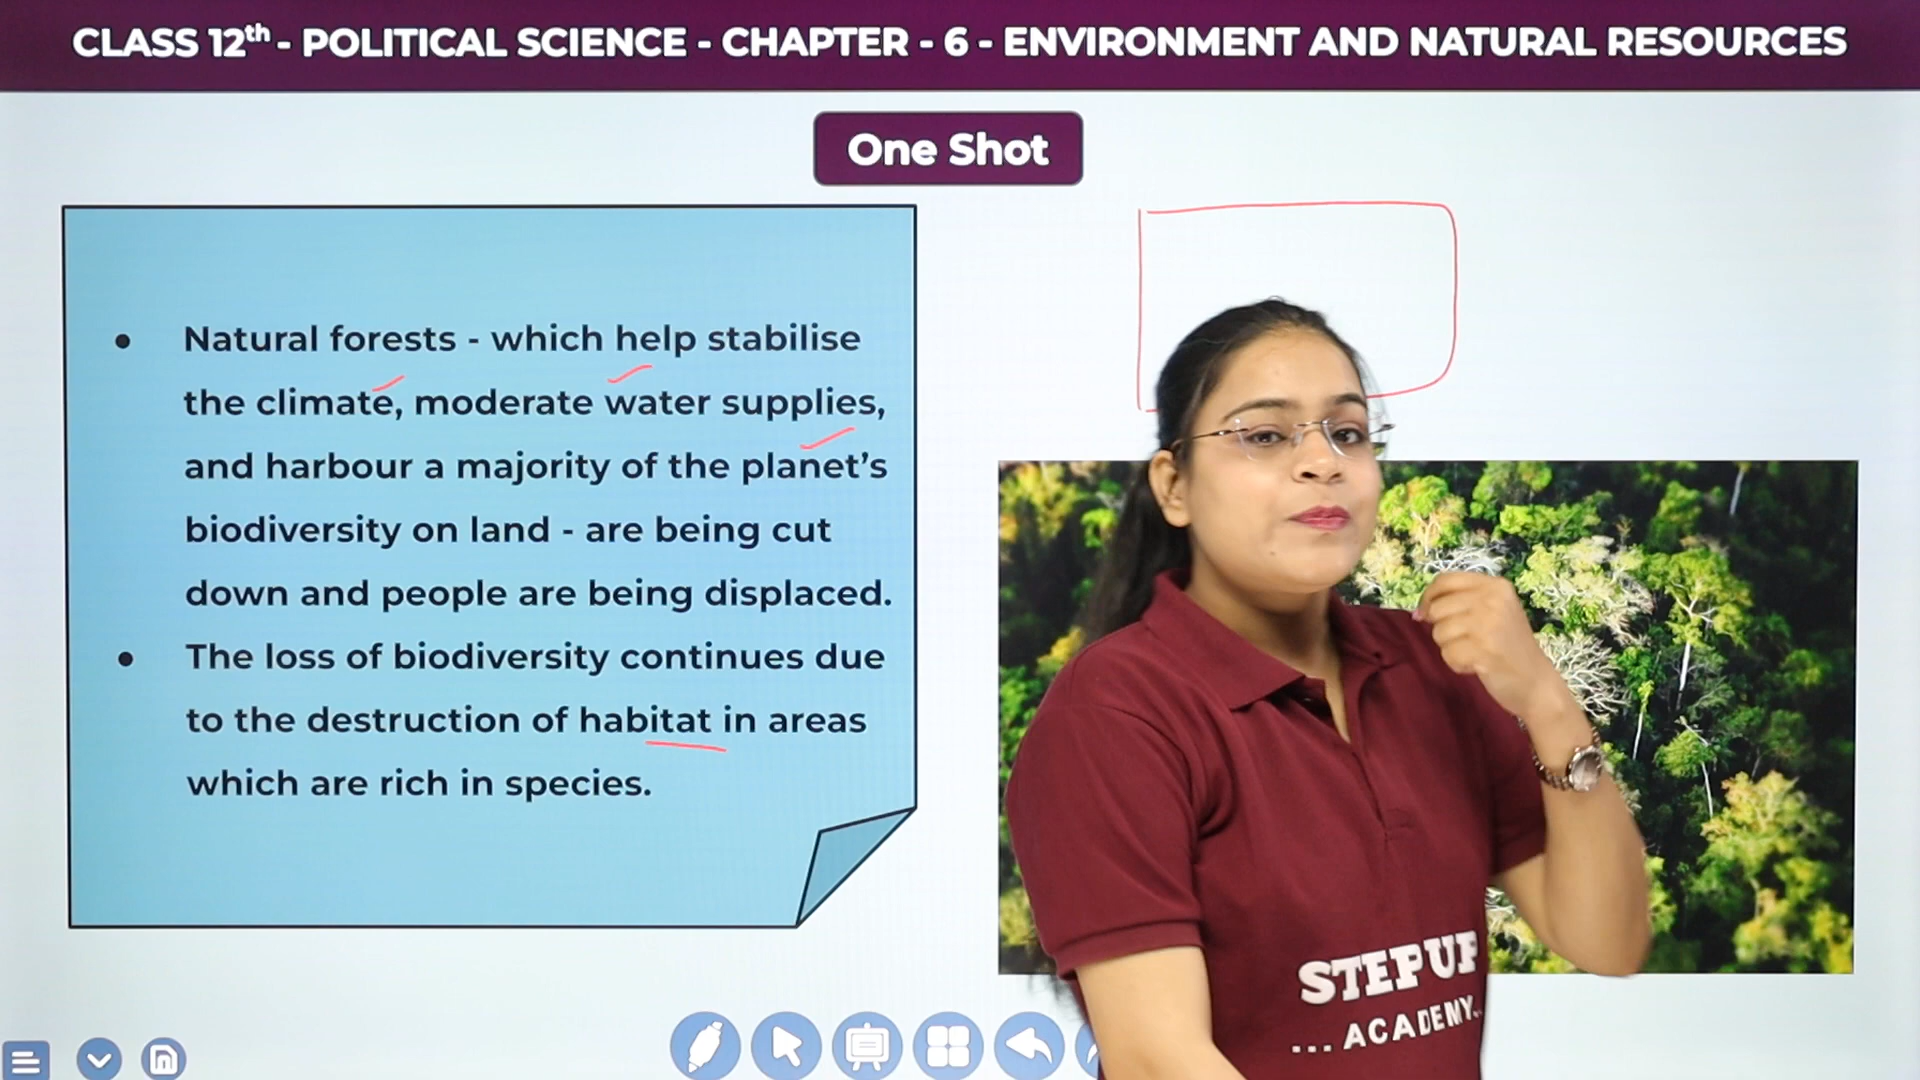 CLASS 12th - POLITICAL SCIENCE - CHAPTER - 6 - ENVIRONMENT AND NATURAL RESOURCES
One Shot
• Natural forests - which help stabilise
the climate, moderate water supplies,
and harbour a majority of the planet’s
biodiversity on land - are being cut
down and people are being displaced.
• The loss of biodiversity continues due
to the destruction of habitat in areas
which are rich in species.
STEPUP
... ACADEMY..